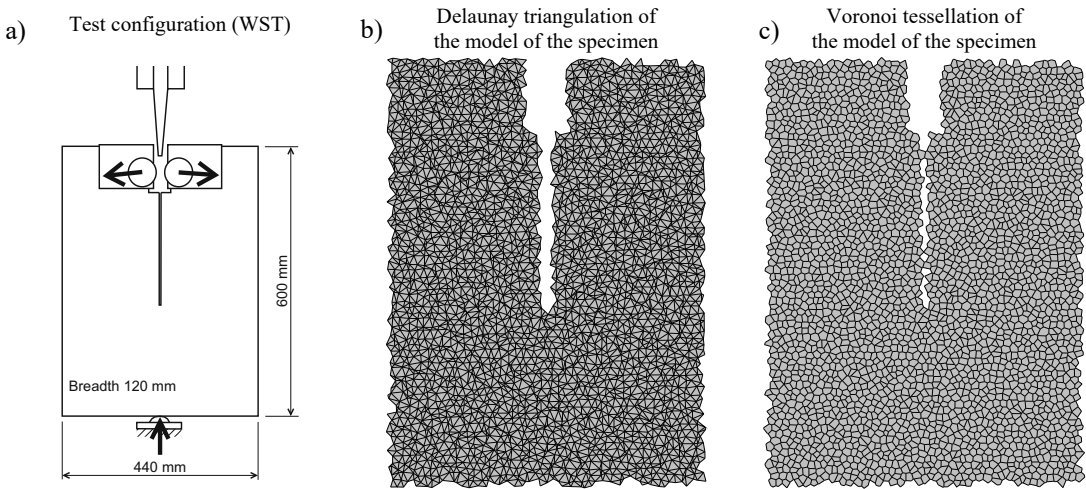 a)
Test configuration (WST)
600 mm
Breadth 120 mm
440 mm
b)
Delaunay triangulation of
the model of the specimen
c)
Voronoi tessellation of
the model of the specimen